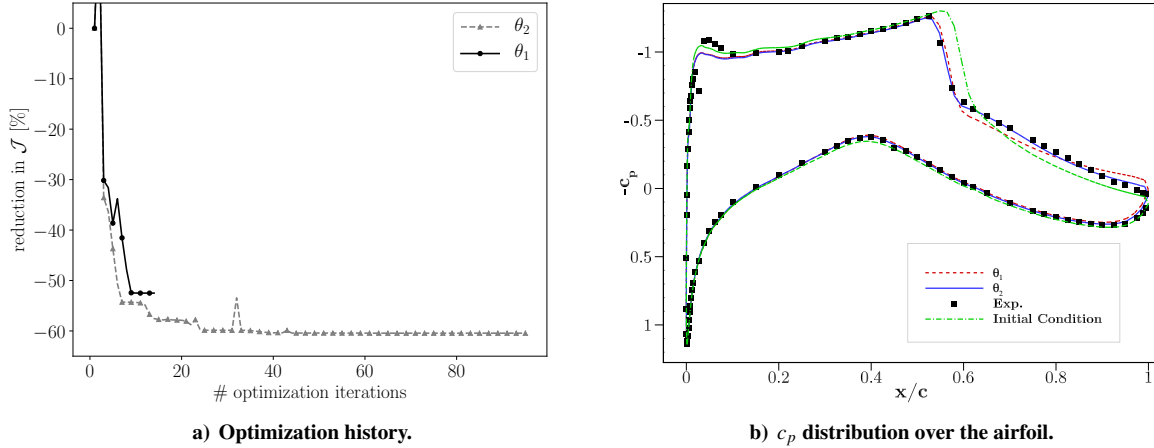 0
−10
−20
−30
−40
−50
−60
reduction in 𝒥 [%]
θ₂
θ₁
0
20
40
60
80
# optimization iterations
a) Optimization history.
-1
-0.5
0
0.5
1
-c_p
θ₁
θ₂
Exp.
Initial Condition
0
0.2
0.4
0.6
0.8
1
x/c
b) c_p distribution over the airfoil.